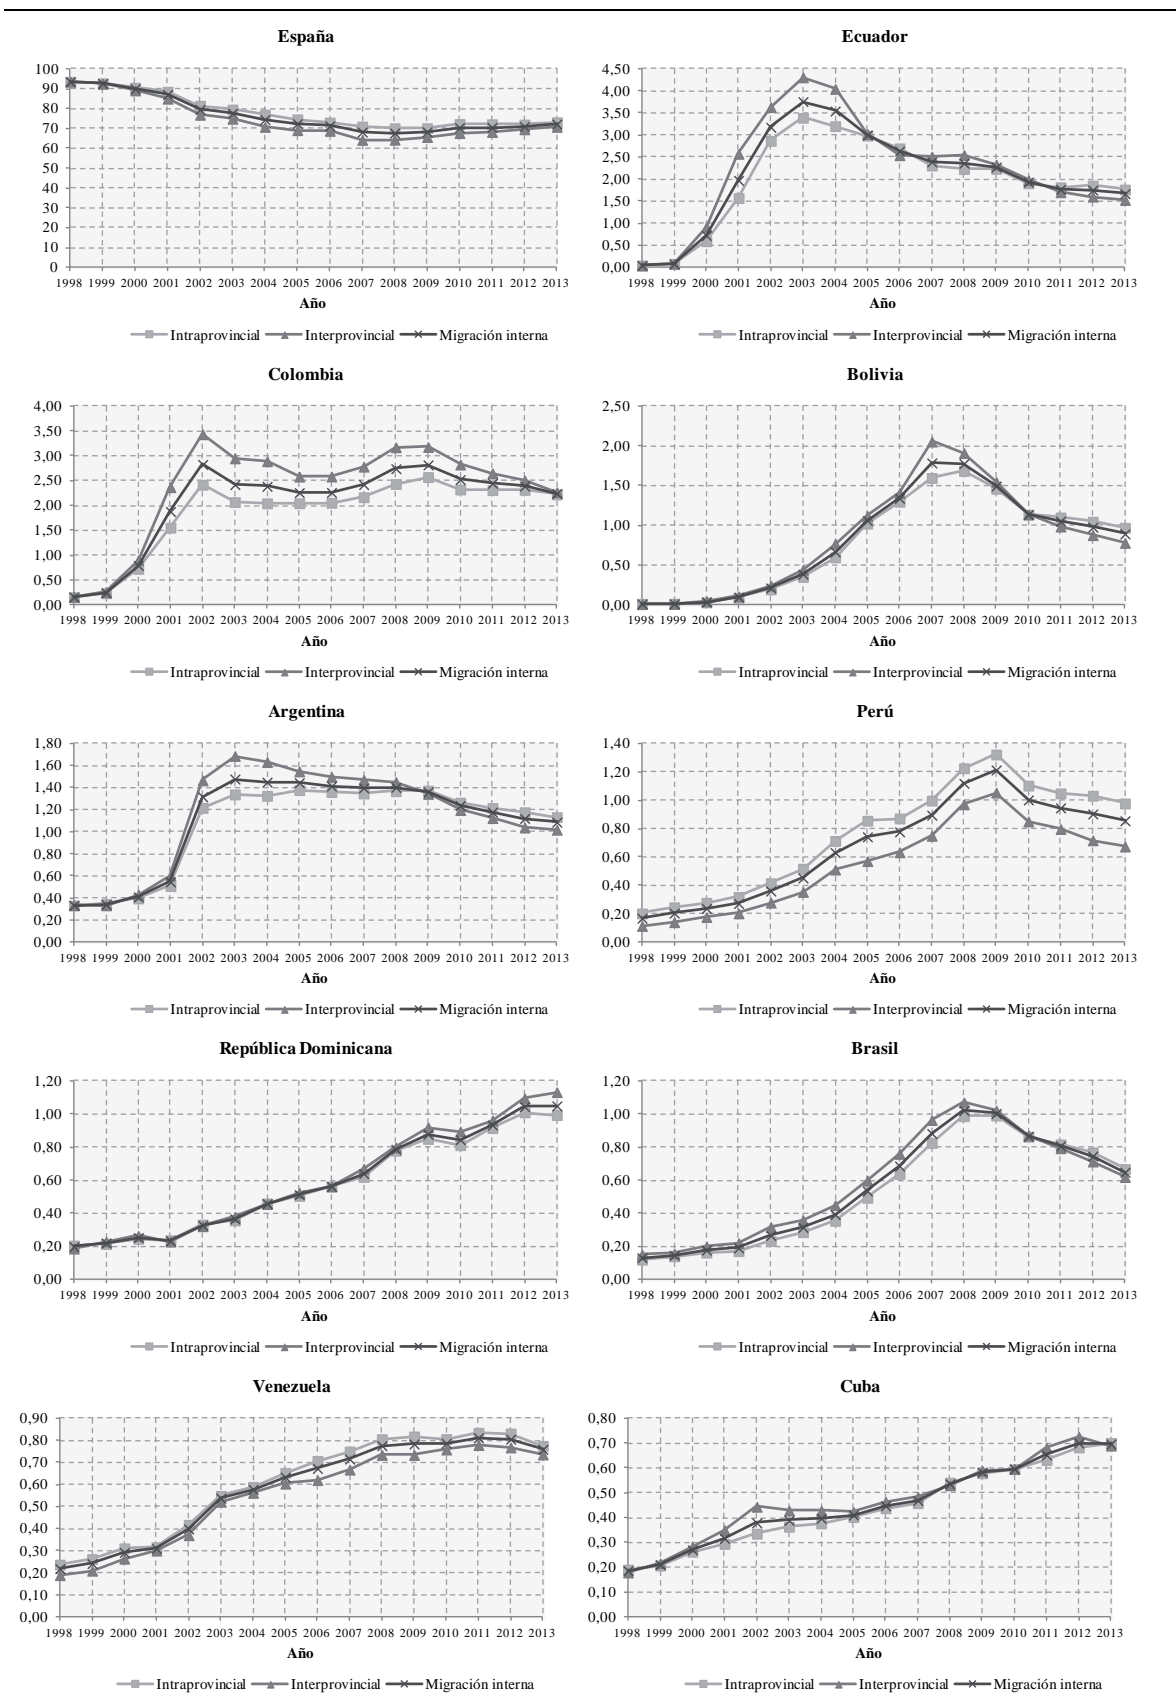 España
100
90
80
70
60
50
40
30
20
10
0
1998 1999 2000 2001 2002 2003 2004 2005 2006 2007 2008 2009 2010 2011 2012 2013
Año
Intraprovincial Interprovincial Migración interna
Ecuador
4,50
4,00
3,50
3,00
2,50
2,00
1,50
1,00
0,50
0,00
1998 1999 2000 2001 2002 2003 2004 2005 2006 2007 2008 2009 2010 2011 2012 2013
Año
Intraprovincial Interprovincial Migración interna
Colombia
4,00
3,50
3,00
2,50
2,00
1,50
1,00
0,50
0,00
1998 1999 2000 2001 2002 2003 2004 2005 2006 2007 2008 2009 2010 2011 2012 2013
Año
Intraprovincial Interprovincial Migración interna
Bolivia
2,50
2,00
1,50
1,00
0,50
0,00
1998 1999 2000 2001 2002 2003 2004 2005 2006 2007 2008 2009 2010 2011 2012 2013
Año
Intraprovincial Interprovincial Migración interna
Argentina
1,80
1,60
1,40
1,20
1,00
0,80
0,60
0,40
0,20
0,00
1998 1999 2000 2001 2002 2003 2004 2005 2006 2007 2008 2009 2010 2011 2012 2013
Año
Intraprovincial Interprovincial Migración interna
Perú
1,40
1,20
1,00
0,80
0,60
0,40
0,20
0,00
1998 1999 2000 2001 2002 2003 2004 2005 2006 2007 2008 2009 2010 2011 2012 2013
Año
Intraprovincial Interprovincial Migración interna
República Dominicana
1,20
1,00
0,80
0,60
0,40
0,20
0,00
1998 1999 2000 2001 2002 2003 2004 2005 2006 2007 2008 2009 2010 2011 2012 2013
Año
Intraprovincial Interprovincial Migración interna
Brasil
1,20
1,00
0,80
0,60
0,40
0,20
0,00
1998 1999 2000 2001 2002 2003 2004 2005 2006 2007 2008 2009 2010 2011 2012 2013
Año
Intraprovincial Interprovincial Migración interna
Venezuela
0,90
0,80
0,70
0,60
0,50
0,40
0,30
0,20
0,10
0,00
1998 1999 2000 2001 2002 2003 2004 2005 2006 2007 2008 2009 2010 2011 2012 2013
Año
Intraprovincial Interprovincial Migración interna
Cuba
0,80
0,70
0,60
0,50
0,40
0,30
0,20
0,10
0,00
1998 1999 2000 2001 2002 2003 2004 2005 2006 2007 2008 2009 2010 2011 2012 2013
Año
Intraprovincial Interprovincial Migración interna